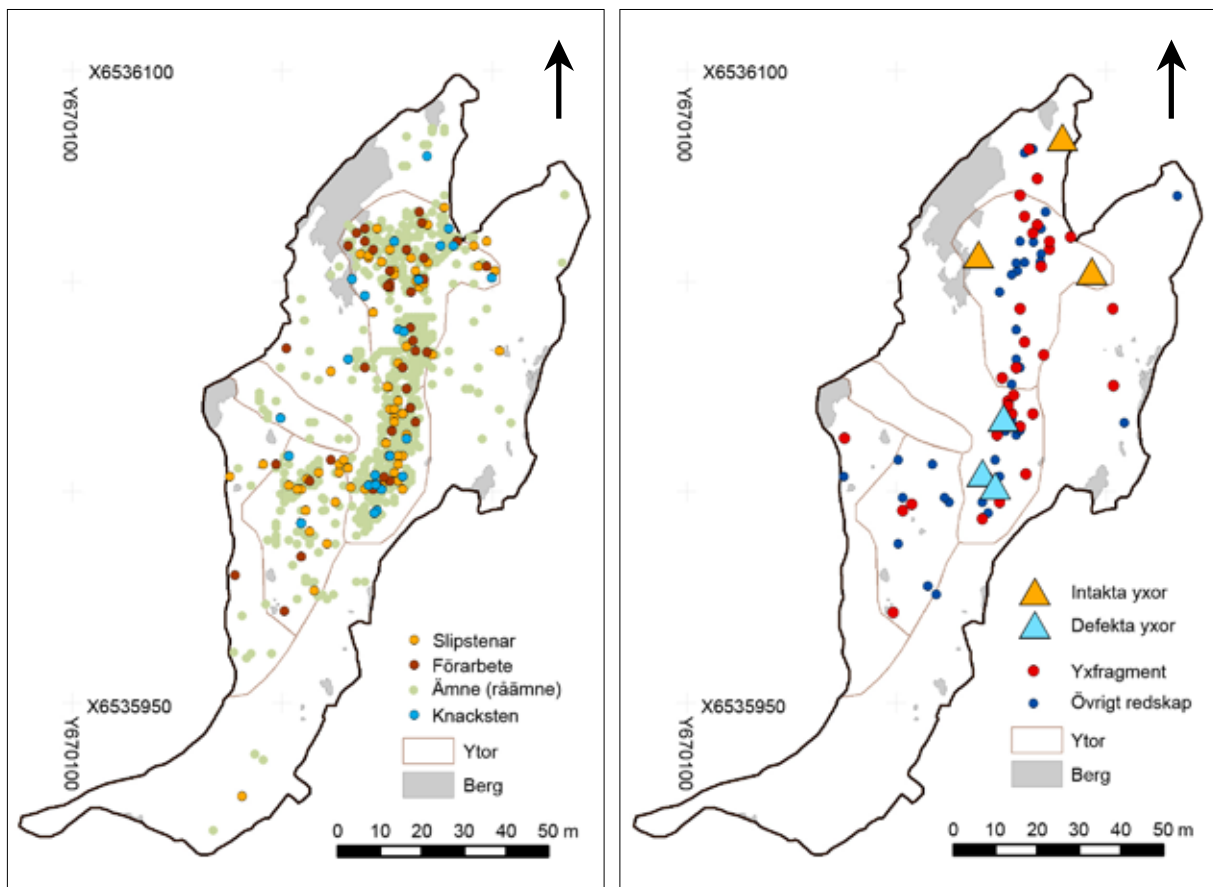 X6536100
Y670100
Slipstenar
Förarbete
Ämne (råämne)
Knacksten
X6535950
Y670100
Ytor
Berg
0 10 20 30 40 50 m
X6536100
Y670100
Intakta yxor
Defekta yxor
Yxfragment
Övrigt redskap
X6535950
Y670100
Ytor
Berg
0 10 20 30 40 50 m